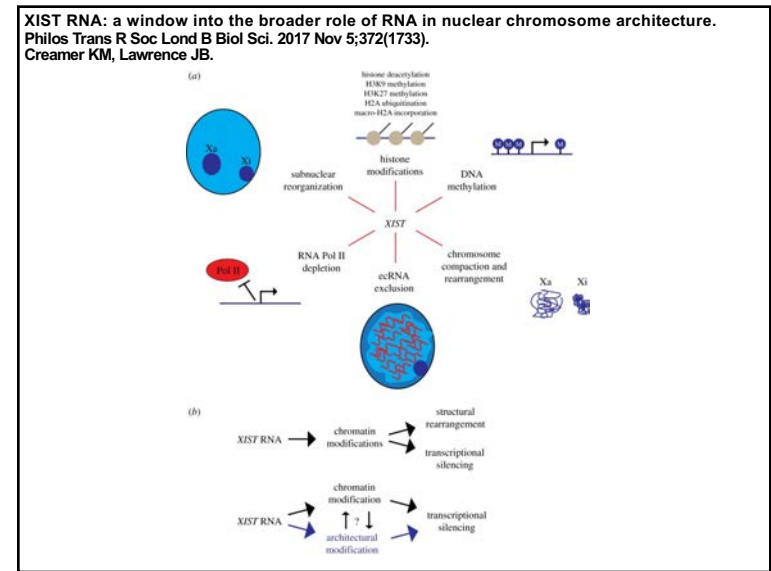 XIST RNA: a window into the broader role of RNA in nuclear chromosome architecture.
Philos Trans R Soc Lond B Biol Sci. 2017 Nov 5;372(1733).
Creamer KM, Lawrence JB.
(a)
histone deacetylation
H3K9 methylation
H3K27 methylation
H2A ubiquitination
macro-H2A incorporation
Xa
Xi
M M M M
histone
modifications
subnuclear
reorganization
DNA
methylation
XIST
RNA Pol II
depletion
ecRNA
exclusion
chromosome
compaction and
rearrangement
Pol II
Xa Xi
(b)
XIST RNA
chromatin
modifications
structural
rearrangement
transcriptional
silencing
XIST RNA
chromatin
modification
?
architectural
modification
transcriptional
silencing